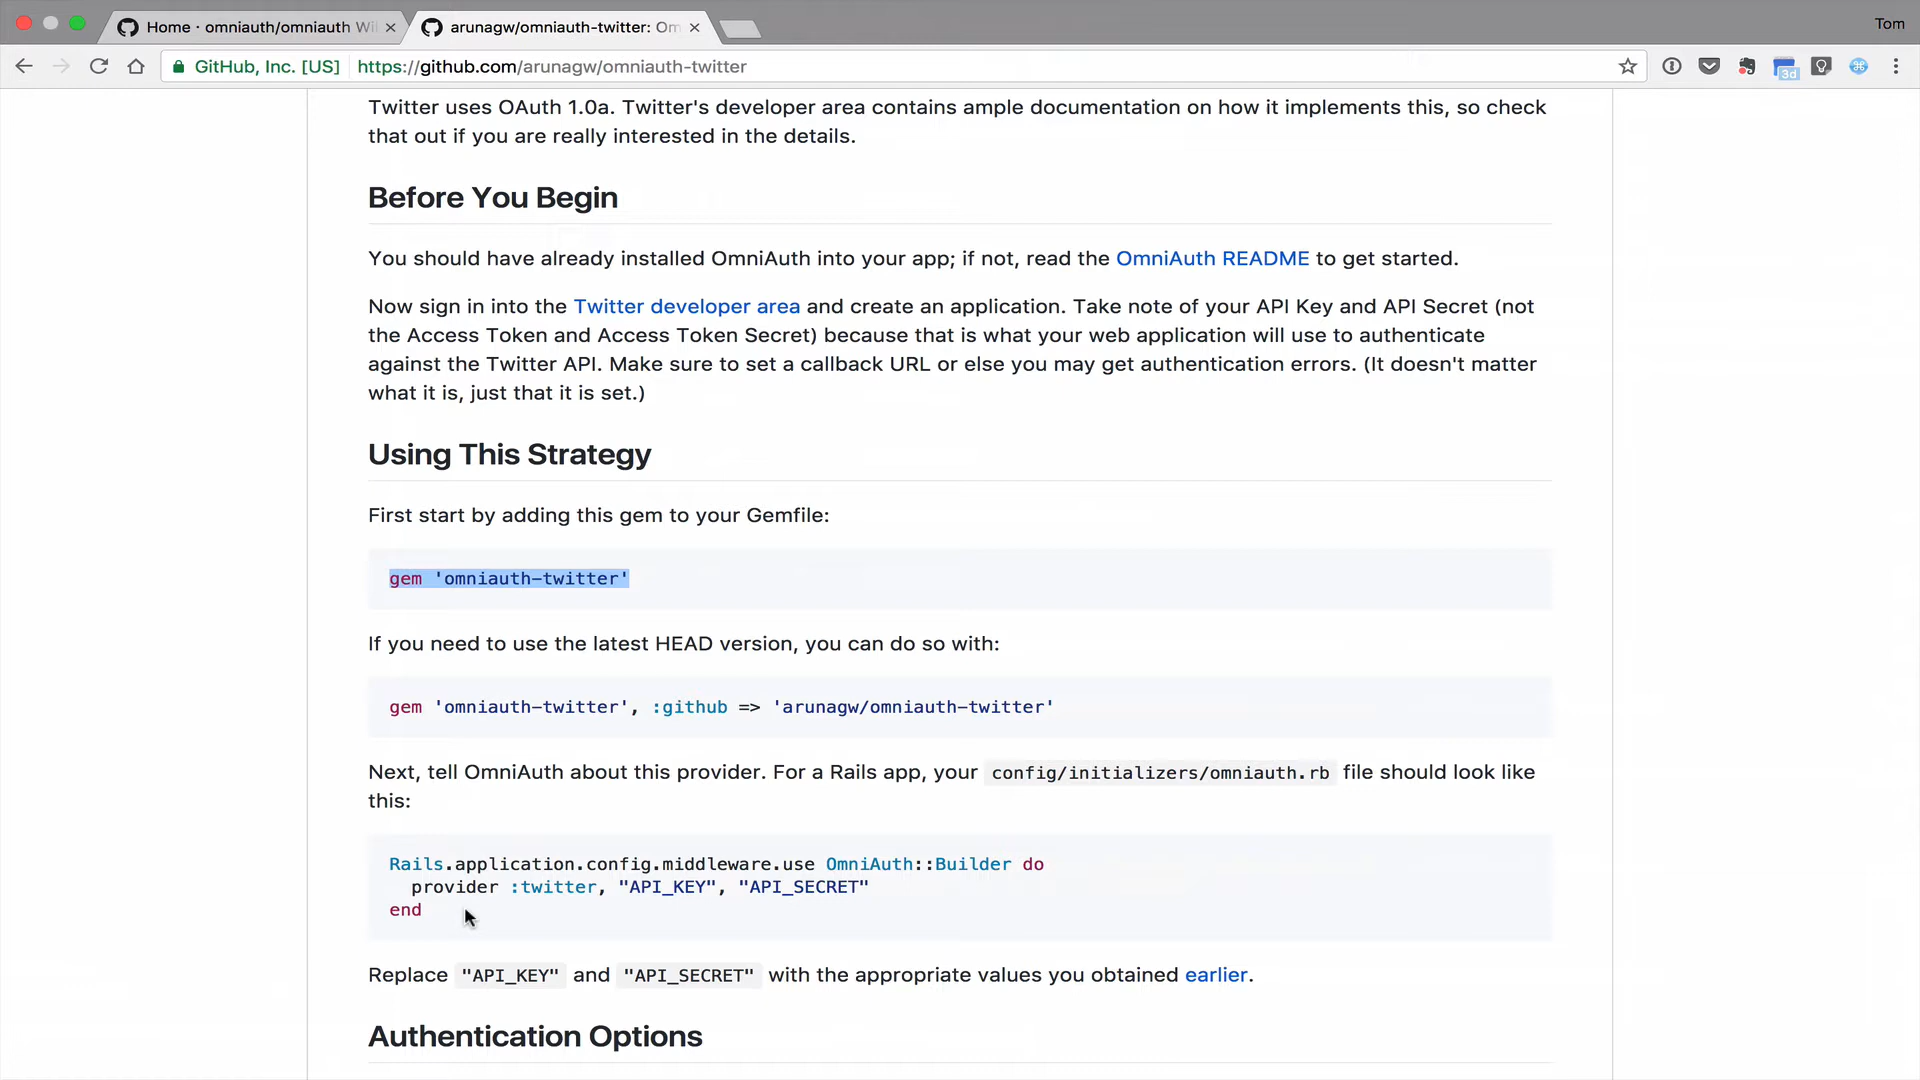 Home · omniauth/omniauth Wi
arunagw/omniauth-twitter: Om
Tom
GitHub, Inc. [US]
https://github.com/arunagw/omniauth-twitter
3d
Twitter uses OAuth 1.0a. Twitter's developer area contains ample documentation on how it implements this, so check
that out if you are really interested in the details.
Before You Begin
You should have already installed OmniAuth into your app; if not, read the OmniAuth README to get started.
Now sign in into the Twitter developer area and create an application. Take note of your API Key and API Secret (not
the Access Token and Access Token Secret) because that is what your web application will use to authenticate
against the Twitter API. Make sure to set a callback URL or else you may get authentication errors. (It doesn't matter
what it is, just that it is set.)
Using This Strategy
First start by adding this gem to your Gemfile:
gem 'omniauth-twitter'
If you need to use the latest HEAD version, you can do so with:
gem 'omniauth-twitter', :github => 'arunagw/omniauth-twitter'
Next, tell OmniAuth about this provider. For a Rails app, your config/initializers/omniauth.rb file should look like
this:
Rails.application.config.middleware.use OmniAuth::Builder do
provider :twitter, "API_KEY", "API_SECRET"
end
Replace "API_KEY" and "API_SECRET" with the appropriate values you obtained earlier.
Authentication Options